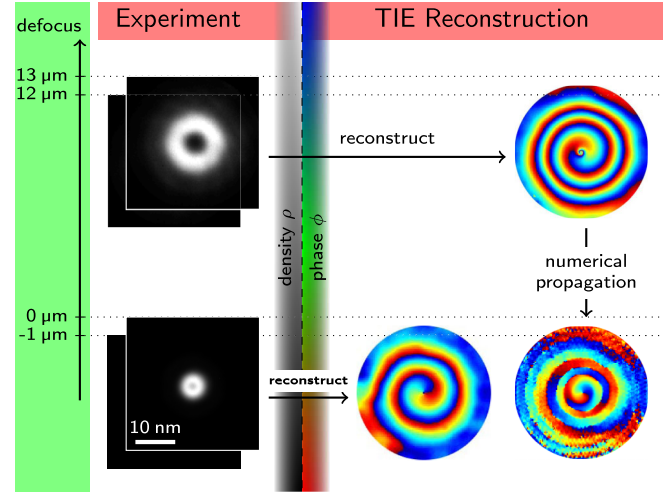 defocus
Experiment
TIE Reconstruction
13 µm
12 µm
reconstruct
density ρ
phase ϕ
numerical
propagation
0 µm
-1 µm
reconstruct
10 nm